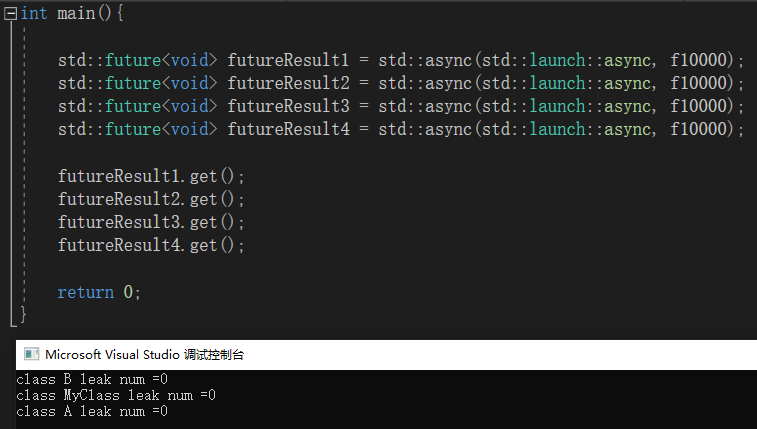 int main(){
std::future<void> futureResult1 = std::async(std::launch::async, f10000);
std::future<void> futureResult2 = std::async(std::launch::async, f10000);
std::future<void> futureResult3 = std::async(std::launch::async, f10000);
std::future<void> futureResult4 = std::async(std::launch::async, f10000);
futureResult1.get();
futureResult2.get();
futureResult3.get();
futureResult4.get();
return 0;
}
Microsoft Visual Studio 调试控制台
class B leak num =0
class MyClass leak num =0
class A leak num =0